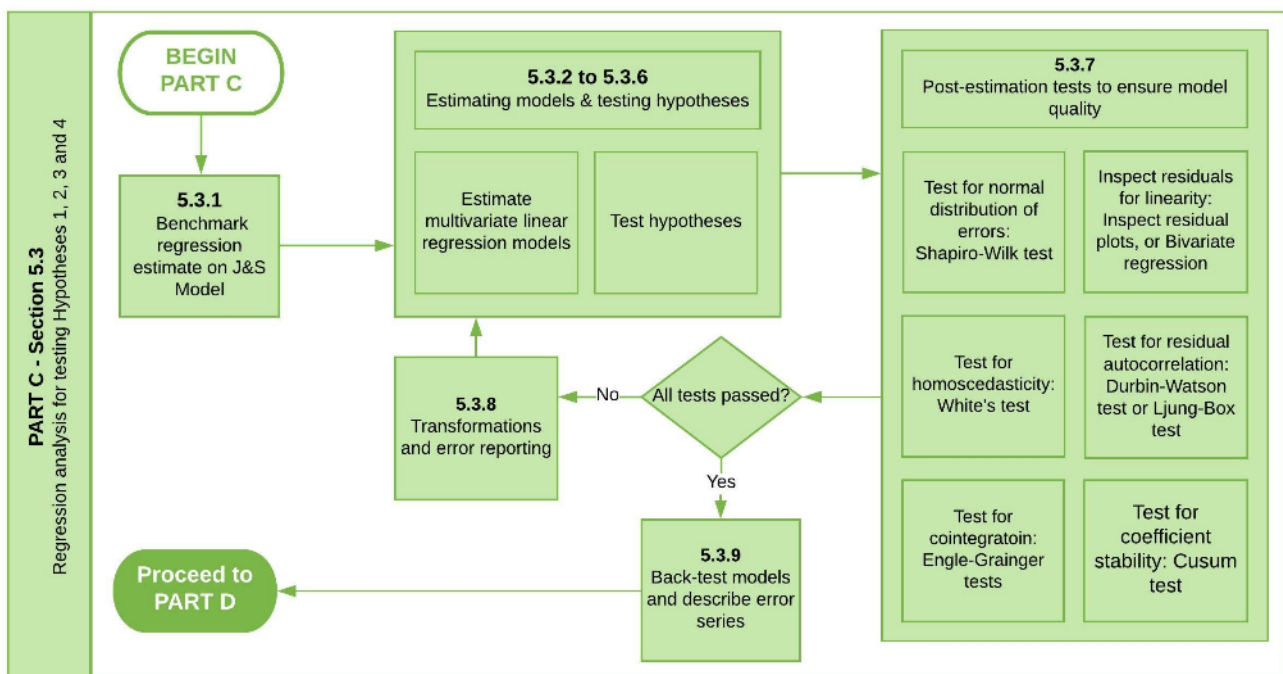 PART C - Section 5.3
Regression analysis for testing Hypotheses 1, 2, 3 and 4
BEGIN
PART C
5.3.1
Benchmark
regression
estimate on J&S
Model
5.3.2 to 5.3.6
Estimating models & testing hypotheses
Estimate
multivariate linear
regression models
Test hypotheses
5.3.7
Post-estimation tests to ensure model
quality
Test for normal
distribution of
errors:
Shapiro-Wilk test
Inspect residuals
for linearity:
Inspect residual
plots, or Bivariate
regression
Test for
homoscedasticity:
White's test
Test for residual
autocorrelation:
Durbin-Watson
test or Ljung-Box
test
Test for
cointegratoin:
Engle-Grainger
tests
Test for
coefficient
stability: Cusum
test
All tests passed?
No
5.3.8
Transformations
and error reporting
Yes
5.3.9
Back-test models
and describe error
series
Proceed to
PART D